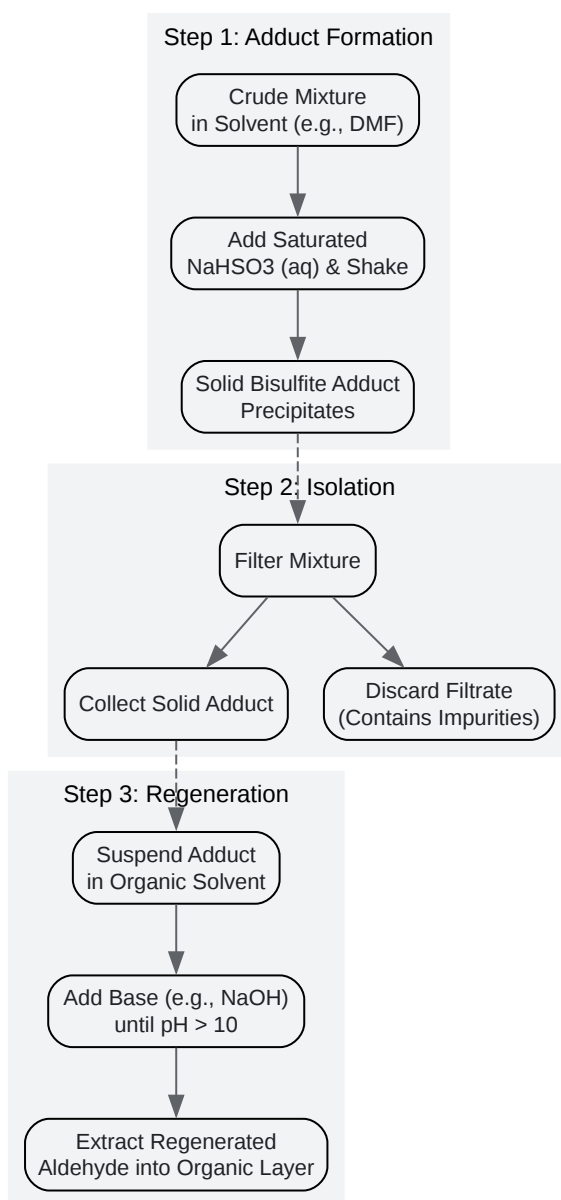 Step 1: Adduct Formation
Crude Mixture
in Solvent (e.g., DMF)
Add Saturated
NaHSO3 (aq) & Shake
Solid Bisulfite Adduct
Precipitates
Step 2: Isolation
Filter Mixture
Collect Solid Adduct
Discard Filtrate
(Contains Impurities)
Step 3: Regeneration
Suspend Adduct
in Organic Solvent
Add Base (e.g., NaOH)
until pH > 10
Extract Regenerated
Aldehyde into Organic Layer